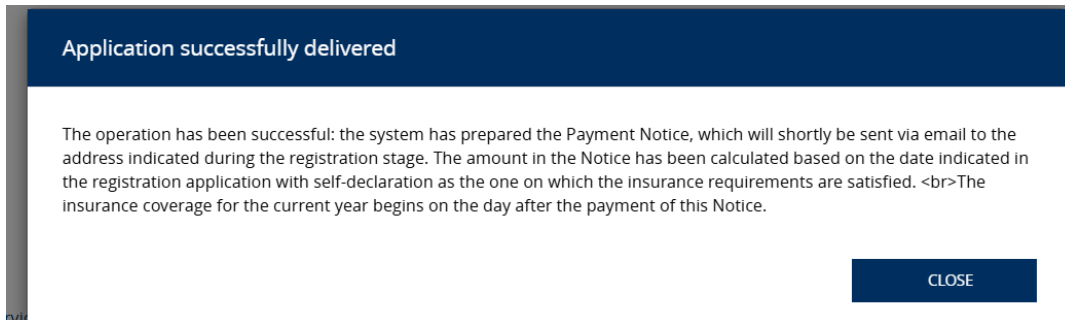 Application successfully delivered
The operation has been successful: the system has prepared the Payment Notice, which will shortly be sent via email to the
address indicated during the registration stage. The amount in the Notice has been calculated based on the date indicated in
the registration application with self-declaration as the one on which the insurance requirements are satisfied. <br>The
insurance coverage for the current year begins on the day after the payment of this Notice.
CLOSE